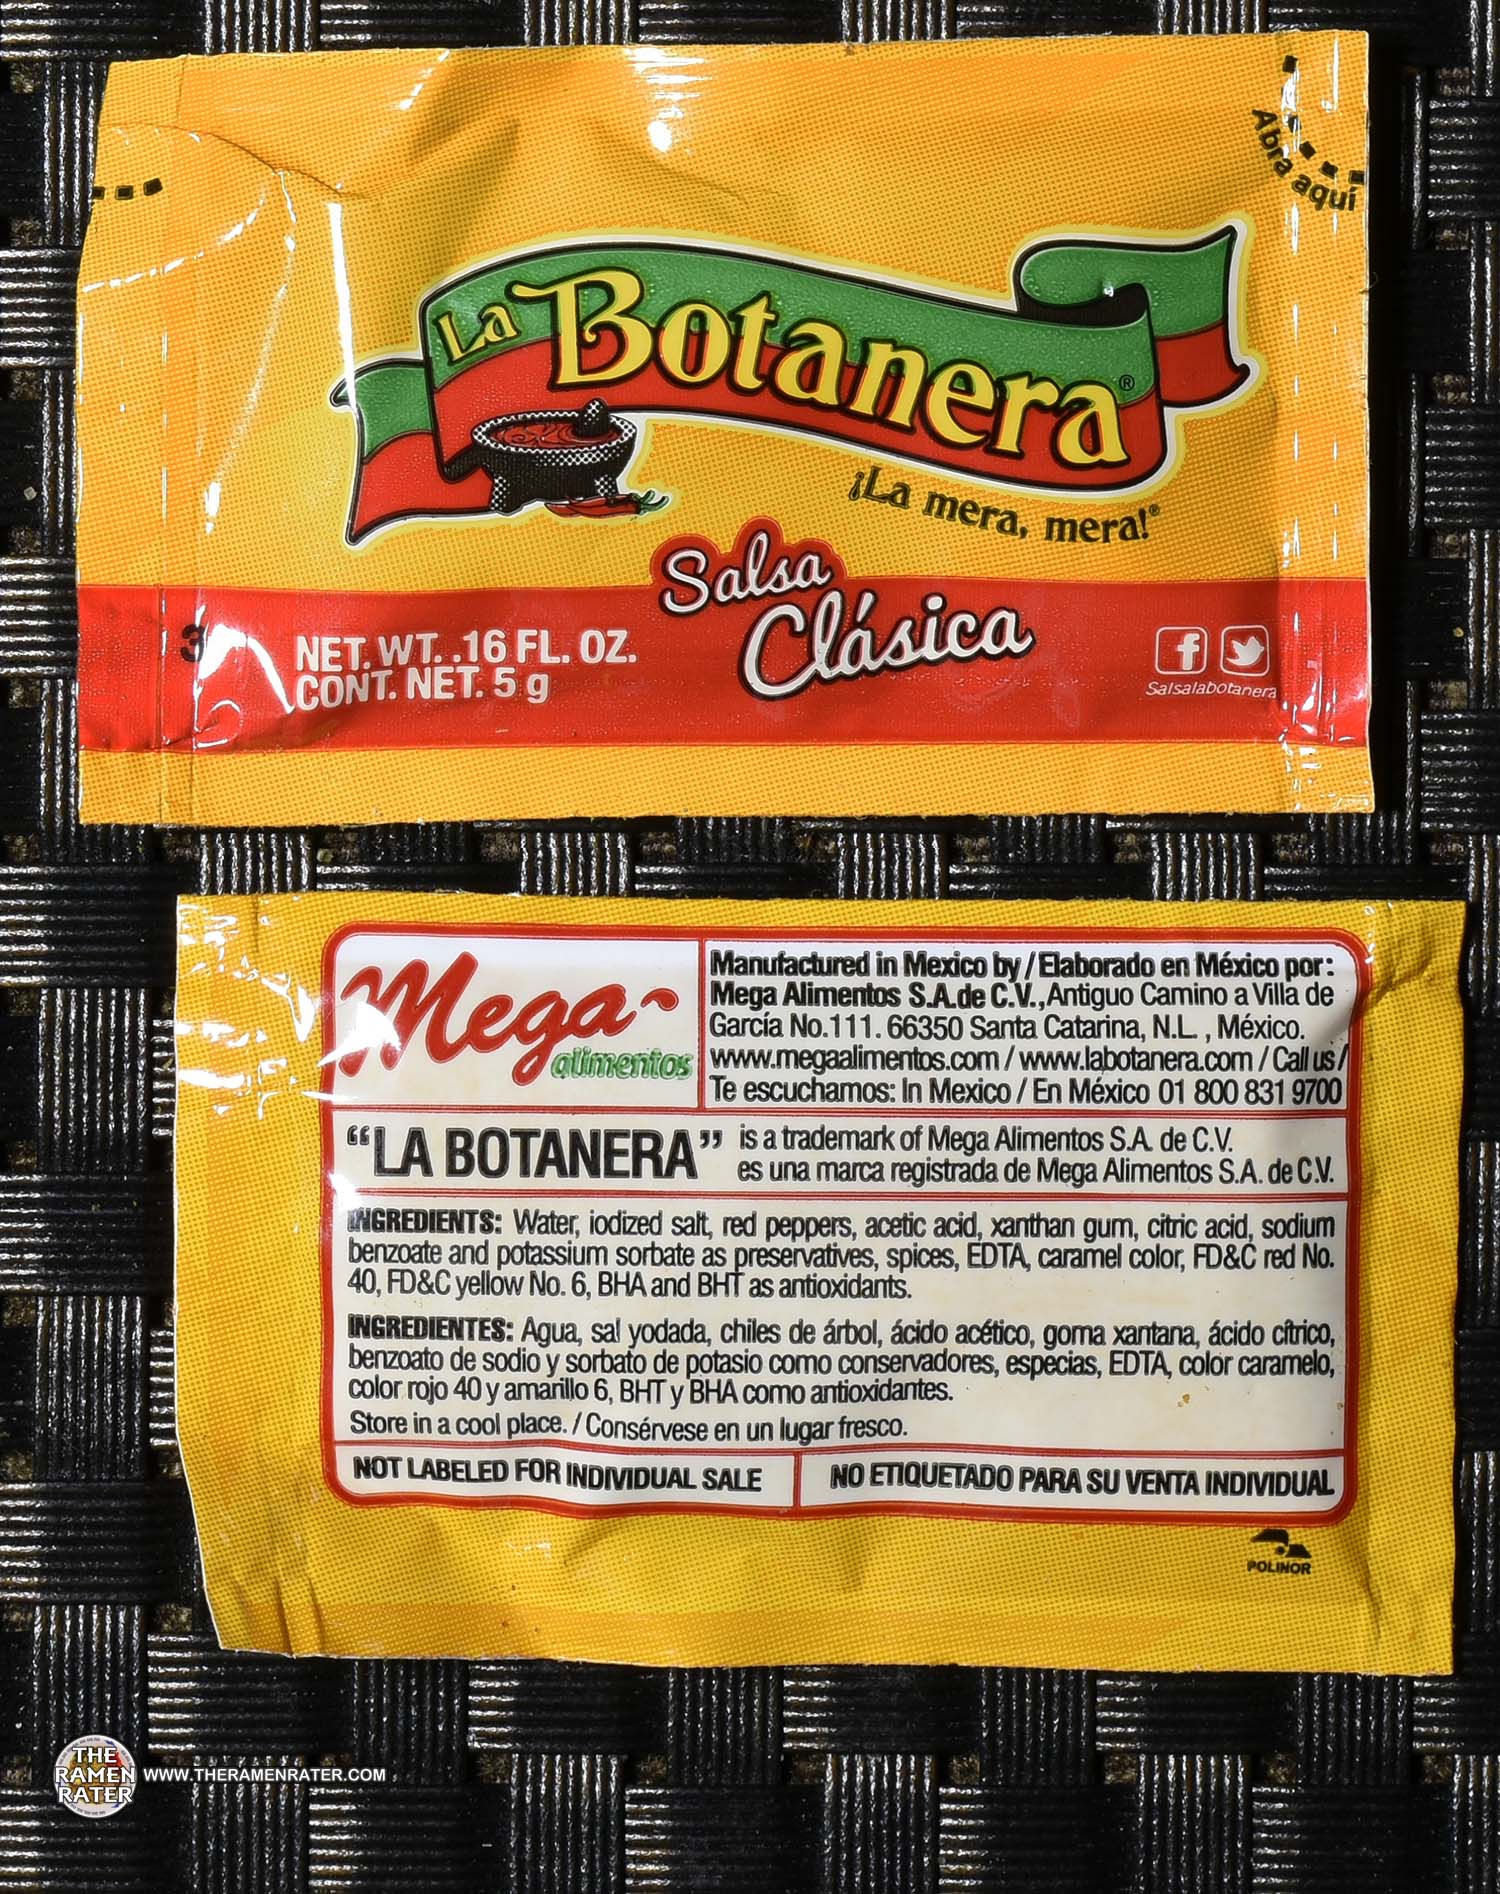 Abra aquí
La Botanera®
¡La mera, mera!®
Salsa
Clásica
3
NET. WT. .16 FL. OZ.
CONT. NET. 5 g
Salsalabotanera
Mega
alimentos
Manufactured in Mexico by / Elaborado en México por:
Mega Alimentos S.A.de C.V.,Antiguo Camino a Villa de
García No.111. 66350 Santa Catarina, N.L. , México.
www.megaalimentos.com / www.labotanera.com / Call us /
Te escuchamos: In Mexico / En México 01 800 831 9700
“LA BOTANERA” is a trademark of Mega Alimentos S.A. de C.V.
es una marca registrada de Mega Alimentos S.A. de C.V.
INGREDIENTS: Water, iodized salt, red peppers, acetic acid, xanthan gum, citric acid, sodium
benzoate and potassium sorbate as preservatives, spices, EDTA, caramel color, FD&C red No.
40, FD&C yellow No. 6, BHA and BHT as antioxidants.
INGREDIENTES: Agua, sal yodada, chiles de árbol, ácido acético, goma xantana, ácido cítrico,
benzoato de sodio y sorbato de potasio como conservadores, especias, EDTA, color caramelo,
color rojo 40 y amarillo 6, BHT y BHA como antioxidantes.
Store in a cool place. / Consérvese en un lugar fresco.
NOT LABELED FOR INDIVIDUAL SALE
NO ETIQUETADO PARA SU VENTA INDIVIDUAL
POLINOR
THE
RAMEN
RATER
WWW.THERAMENRATER.COM